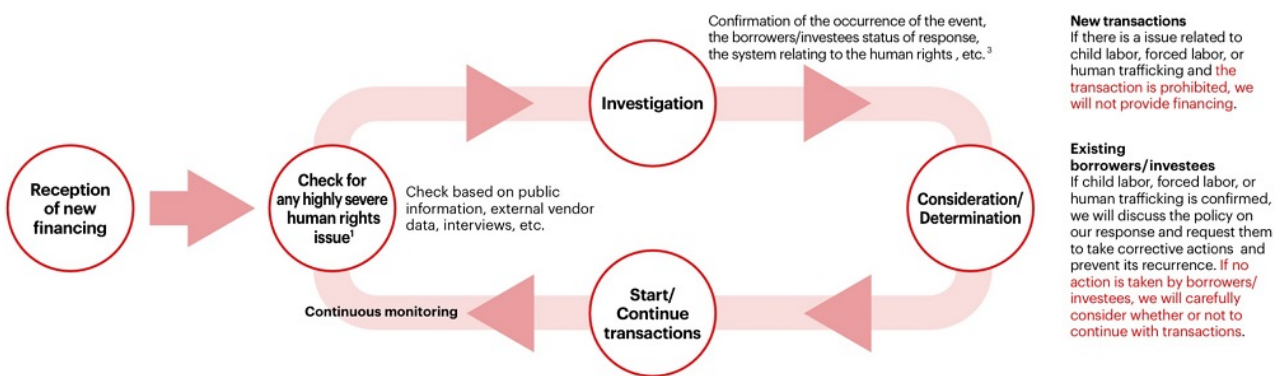 Reception
of new
financing
Check for
any highly severe
human rights
issue¹
Check based on public
information, external vendor
data, interviews, etc.
Investigation
Confirmation of the occurrence of the event,
the borrowers/investees status of response,
the system relating to the human rights , etc. ³
Consideration/
Determination
Start/
Continue
transactions
Continuous monitoring
New transactions
If there is a issue related to
child labor, forced labor, or
human trafficking and the
transaction is prohibited, we
will not provide financing.
Existing
borrowers/investees
If child labor, forced labor, or
human trafficking is confirmed,
we will discuss the policy on
our response and request them
to take corrective actions and
prevent its recurrence. If no
action is taken by borrowers/
investees, we will carefully
consider whether or not to
continue with transactions.